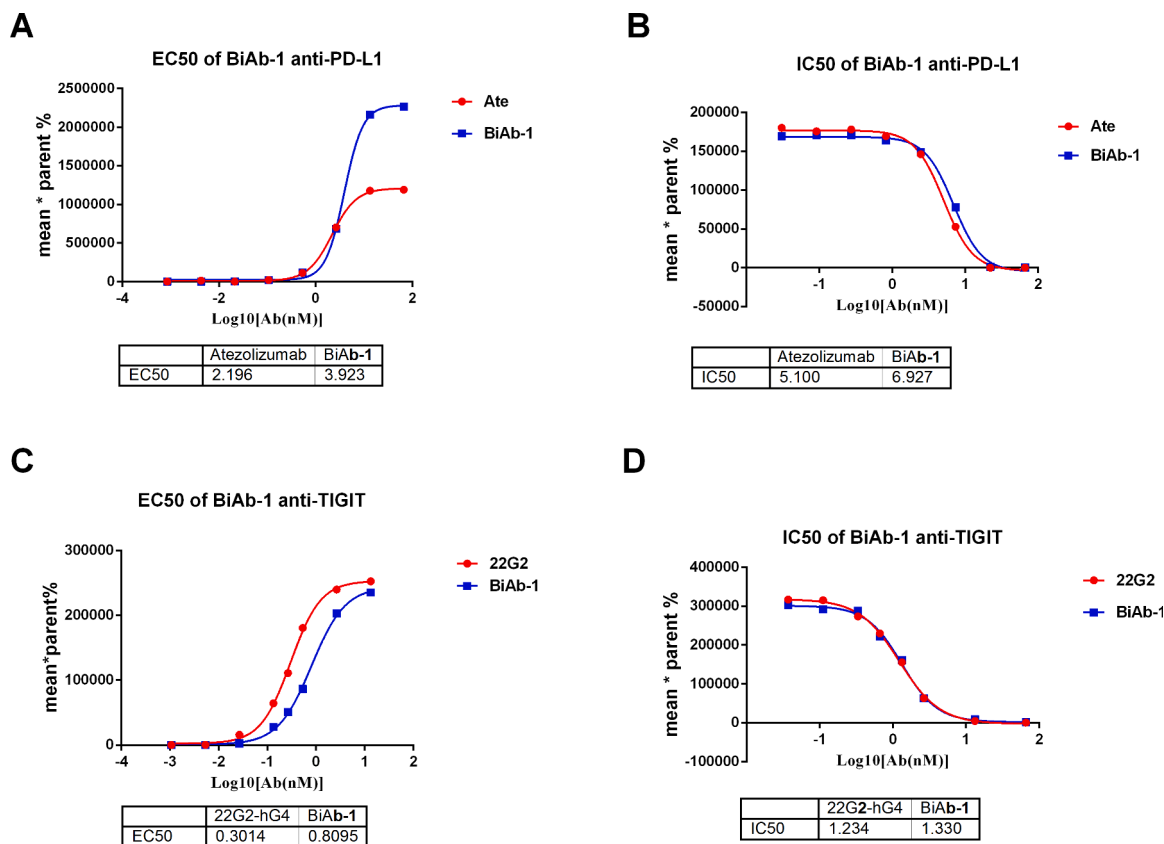 A
EC50 of BiAb-1 anti-PD-L1
2500000
2000000
1500000
1000000
500000
0
mean * parent %
-4
-2
0
2
Log10[Ab(nM)]
Ate
BiAb-1
Atezolizumab BiAb-1
EC50 2.196 3.923
B
IC50 of BiAb-1 anti-PD-L1
200000
150000
100000
50000
0
-50000
mean * parent %
-1
0
1
2
Log10[Ab(nM)]
Ate
BiAb-1
Atezolizumab BiAb-1
IC50 5.100 6.927
C
EC50 of BiAb-1 anti-TIGIT
300000
200000
100000
0
mean*parent%
-4
-3
-2
-1
0
1
2
Log10[Ab(nM)]
22G2
BiAb-1
22G2-hG4 BiAb-1
EC50 0.3014 0.8095
D
IC50 of BiAb-1 anti-TIGIT
400000
300000
200000
100000
0
-100000
mean * parent %
-1
0
1
2
Log10[Ab(nM)]
22G2
BiAb-1
22G2-hG4 BiAb-1
IC50 1.234 1.330